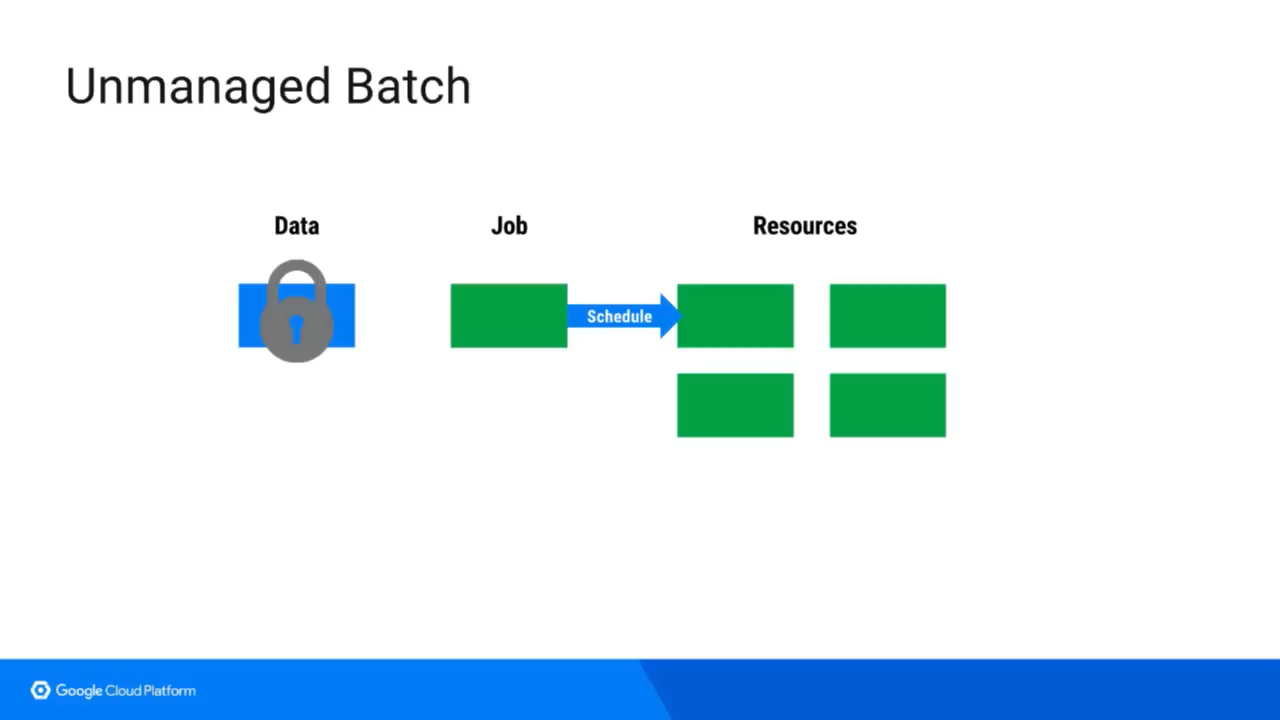 Unmanaged Batch
Data
Job
Resources
Schedule
Google Cloud Platform